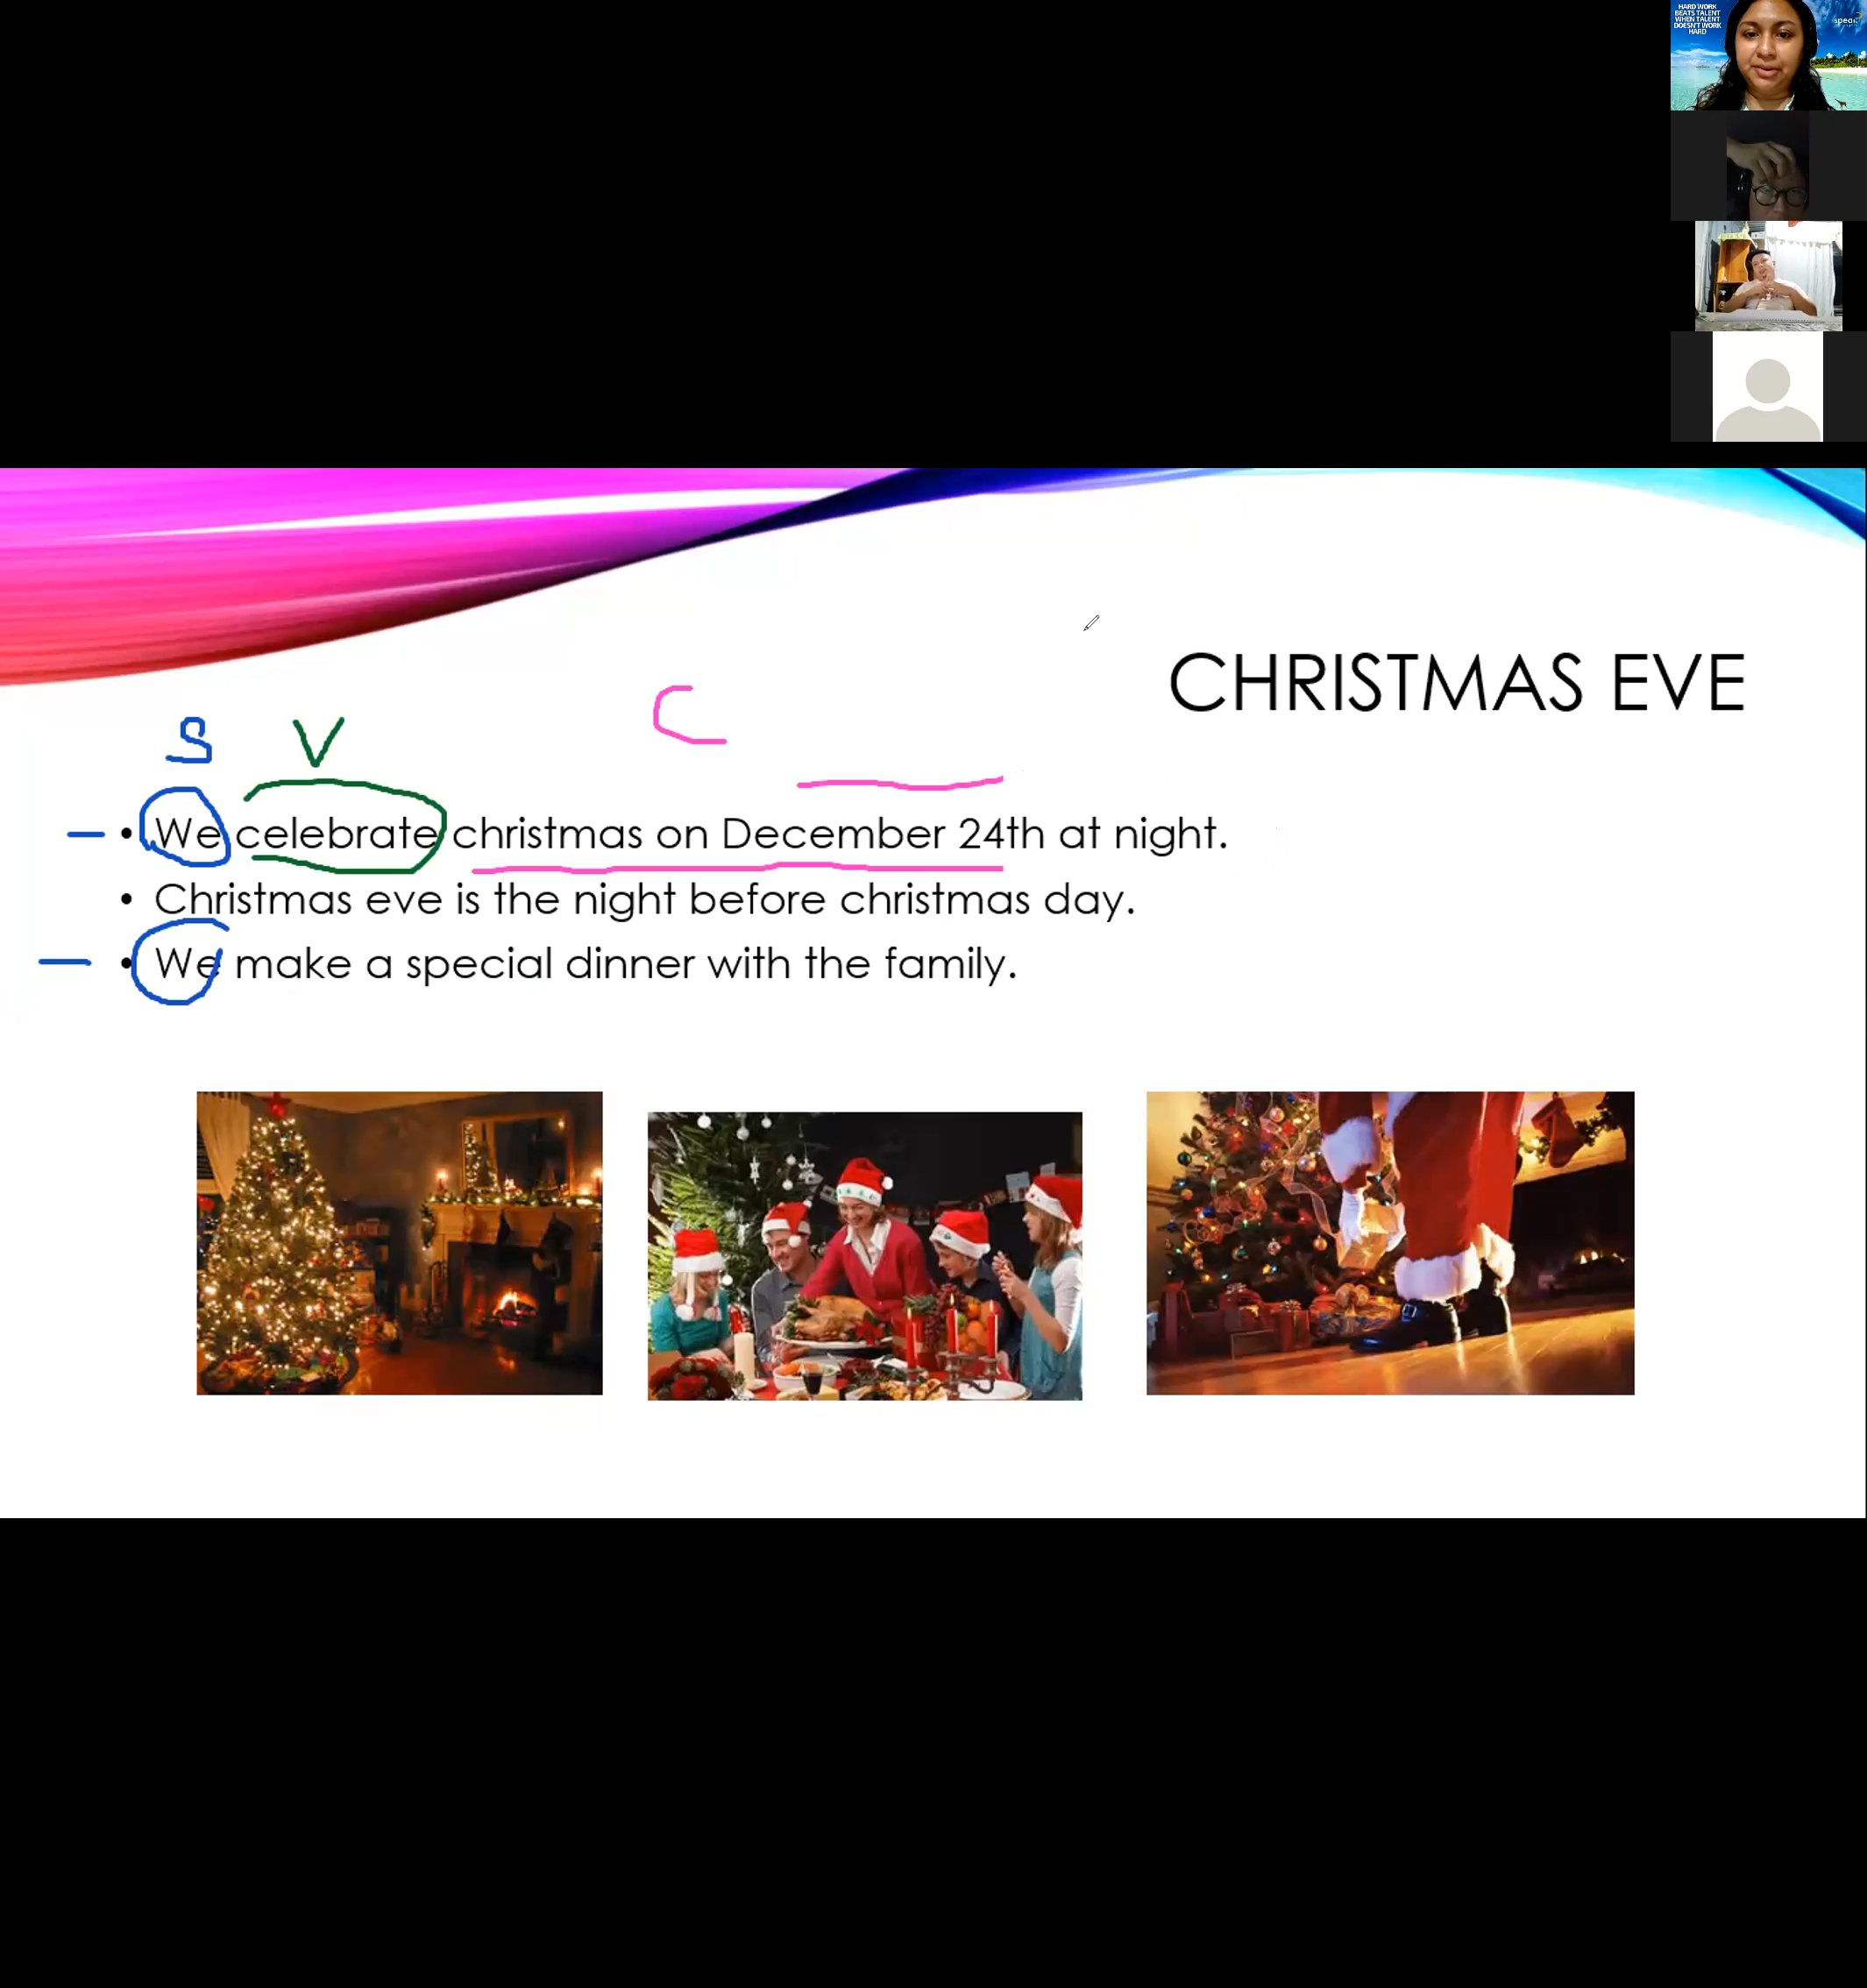 HARD WORK
BEATS TALENT
WHEN TALENT
DOESN'T WORK
HARD
CHRISTMAS EVE
S V C
• We celebrate christmas on December 24th at night.
• Christmas eve is the night before christmas day.
• We make a special dinner with the family.